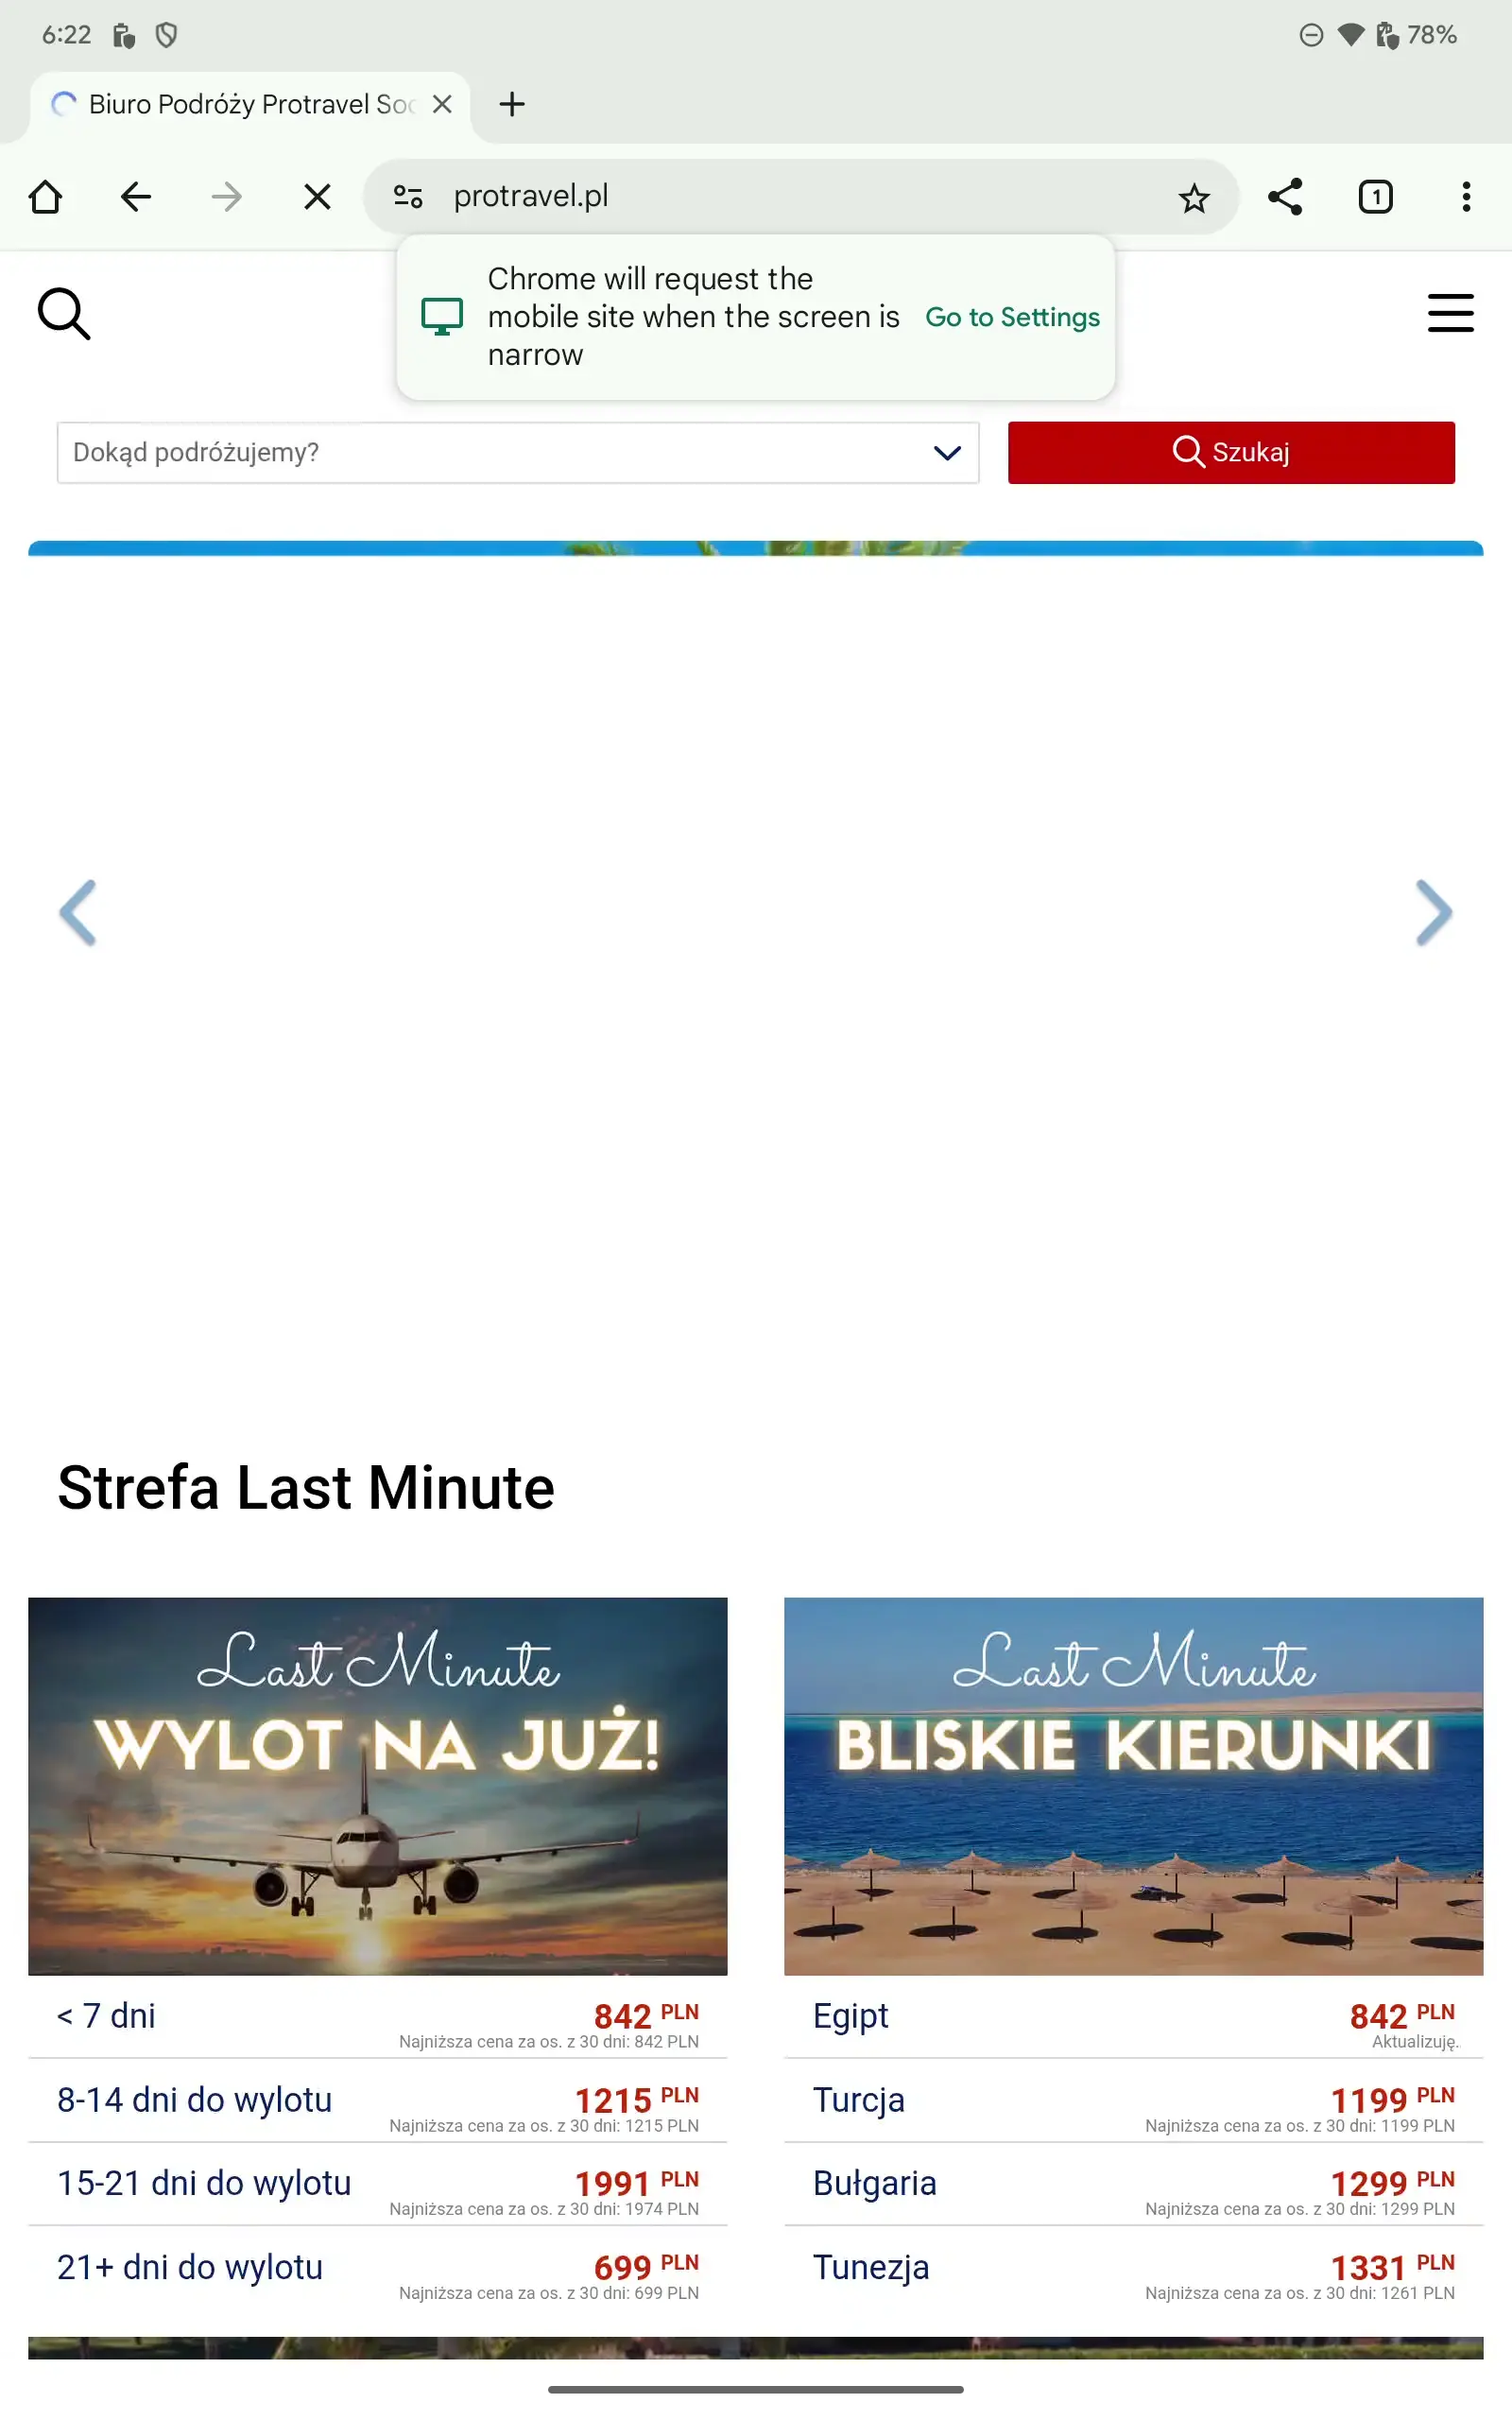 6:22
78%
Biuro Podróży Protravel Soc
protravel.pl
1
Chrome will request the
mobile site when the screen is
narrow
Go to Settings
Dokąd podróżujemy?
Szukaj
Strefa Last Minute
Last Minute
WYLOT NA JUŻ!
< 7 dni 842 PLN
Najniższa cena za os. z 30 dni: 842 PLN
8-14 dni do wylotu 1215 PLN
Najniższa cena za os. z 30 dni: 1215 PLN
15-21 dni do wylotu 1991 PLN
Najniższa cena za os. z 30 dni: 1974 PLN
21+ dni do wylotu 699 PLN
Najniższa cena za os. z 30 dni: 699 PLN
Last Minute
BLISKIE KIERUNKI
Egipt 842 PLN
Aktualizuję..
Turcja 1199 PLN
Najniższa cena za os. z 30 dni: 1199 PLN
Bułgaria 1299 PLN
Najniższa cena za os. z 30 dni: 1299 PLN
Tunezja 1331 PLN
Najniższa cena za os. z 30 dni: 1261 PLN